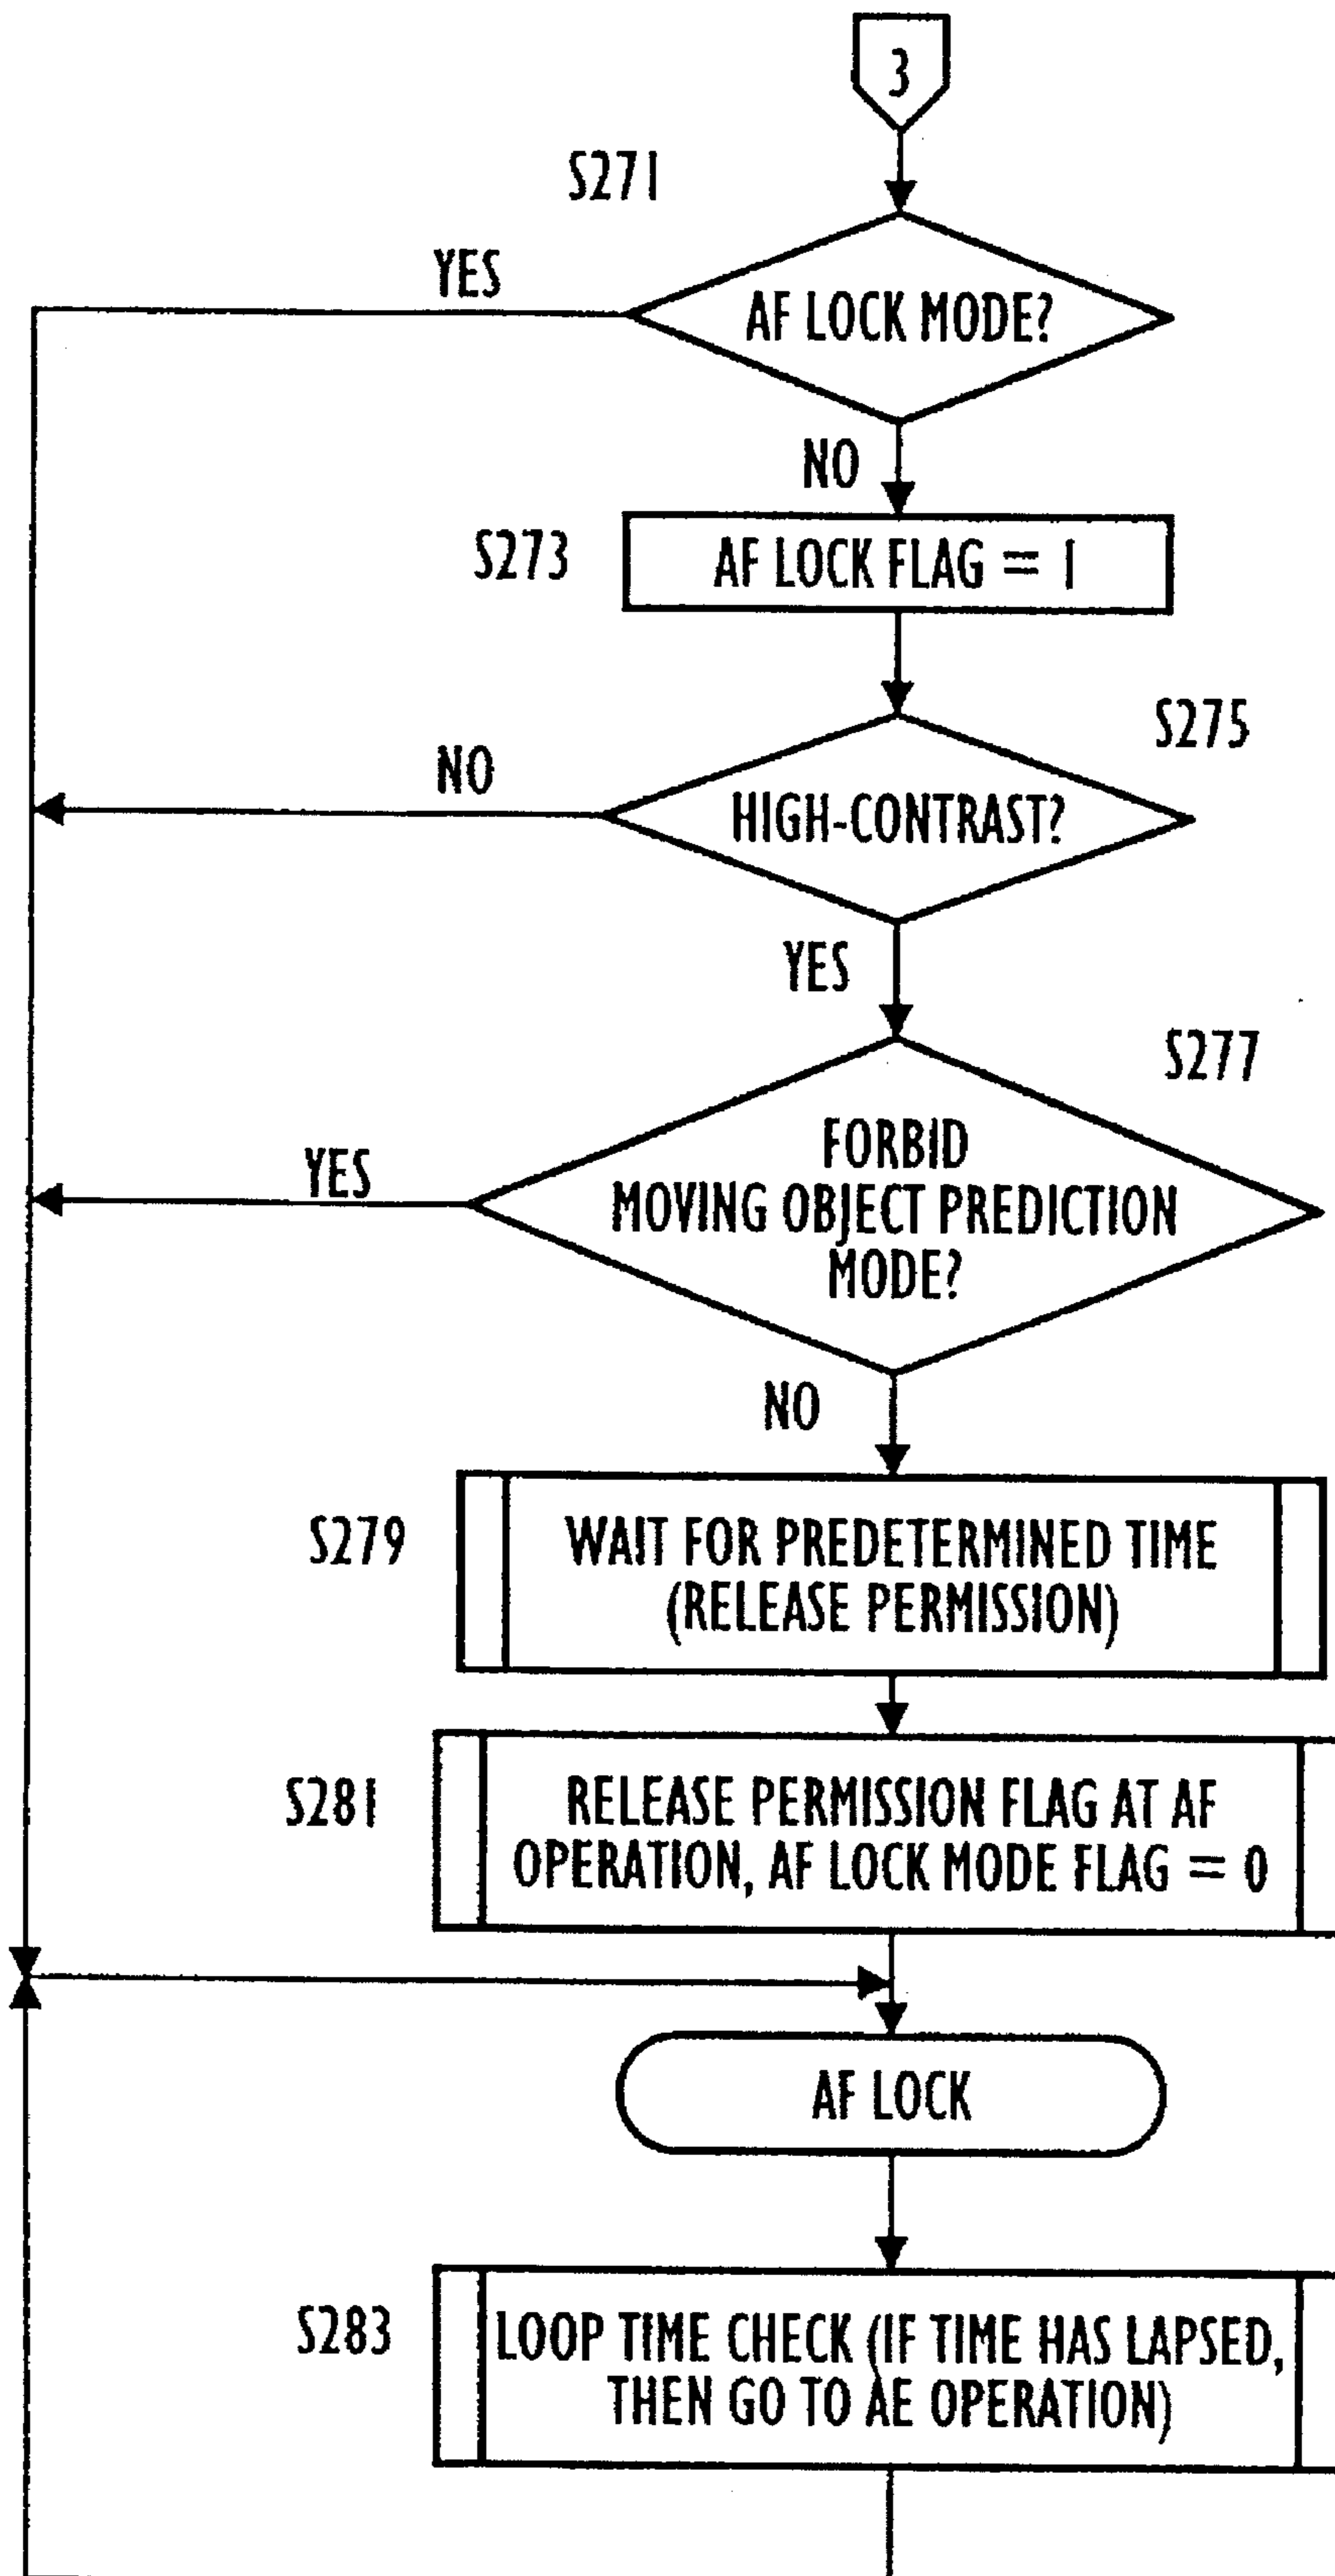 3
S271
YES
AF LOCK MODE?
NO
S273
AF LOCK FLAG = 1
S275
NO
HIGH-CONTRAST?
YES
S277
YES
FORBID
MOVING OBJECT PREDICTION
MODE?
NO
S279
WAIT FOR PREDETERMINED TIME
(RELEASE PERMISSION)
S281
RELEASE PERMISSION FLAG AT AF
OPERATION, AF LOCK MODE FLAG = 0
AF LOCK
S283
LOOP TIME CHECK (IF TIME HAS LAPSED,
THEN GO TO AE OPERATION)